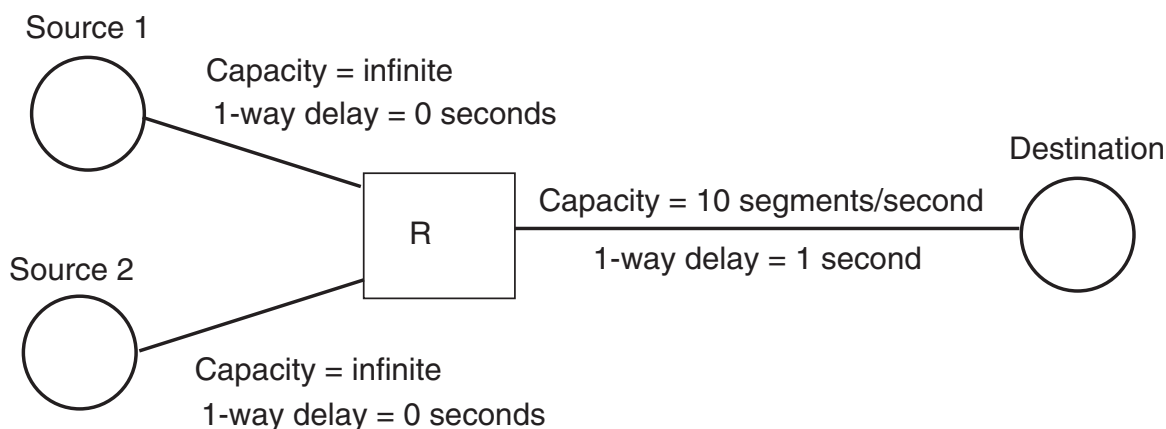 Source 1
Capacity = infinite
1-way delay = 0 seconds
Destination
Capacity = 10 segments/second
R
1-way delay = 1 second
Source 2
Capacity = infinite
1-way delay = 0 seconds